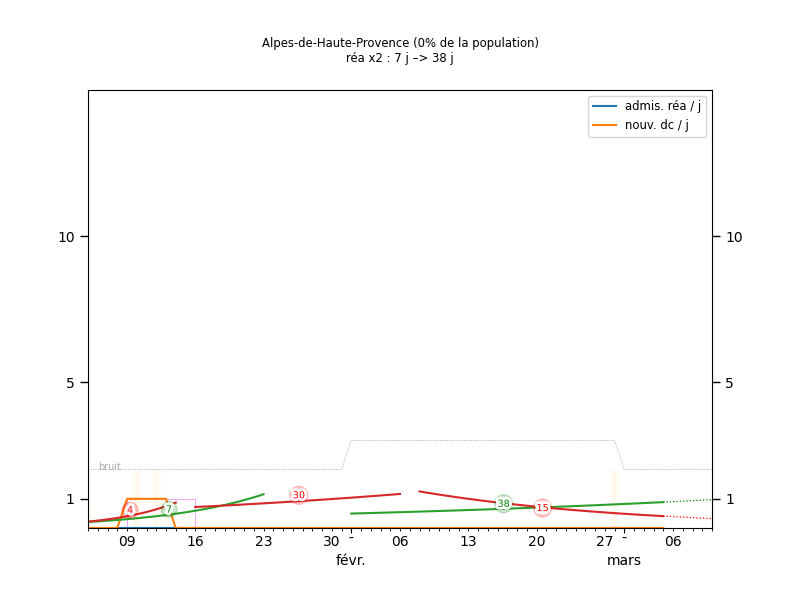 Alpes-de-Haute-Provence (0% de la population)
réa x2 : 7 j –> 38 j
admis. réa / j
nouv. dc / j
10 10
5 5
bruit
1 1
4 7 30 38 15
09 16 23 30 - 06 13 20 27 - 06
févr. mars